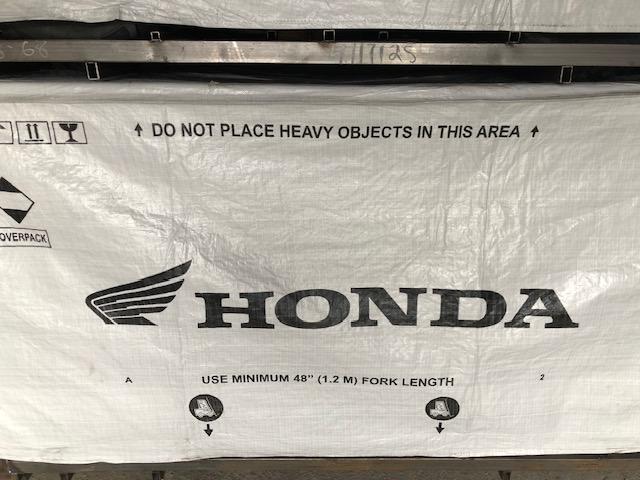 ↑ DO NOT PLACE HEAVY OBJECTS IN THIS AREA ↑
OVERPACK
HONDA
A USE MINIMUM 48" (1.2 M) FORK LENGTH 2